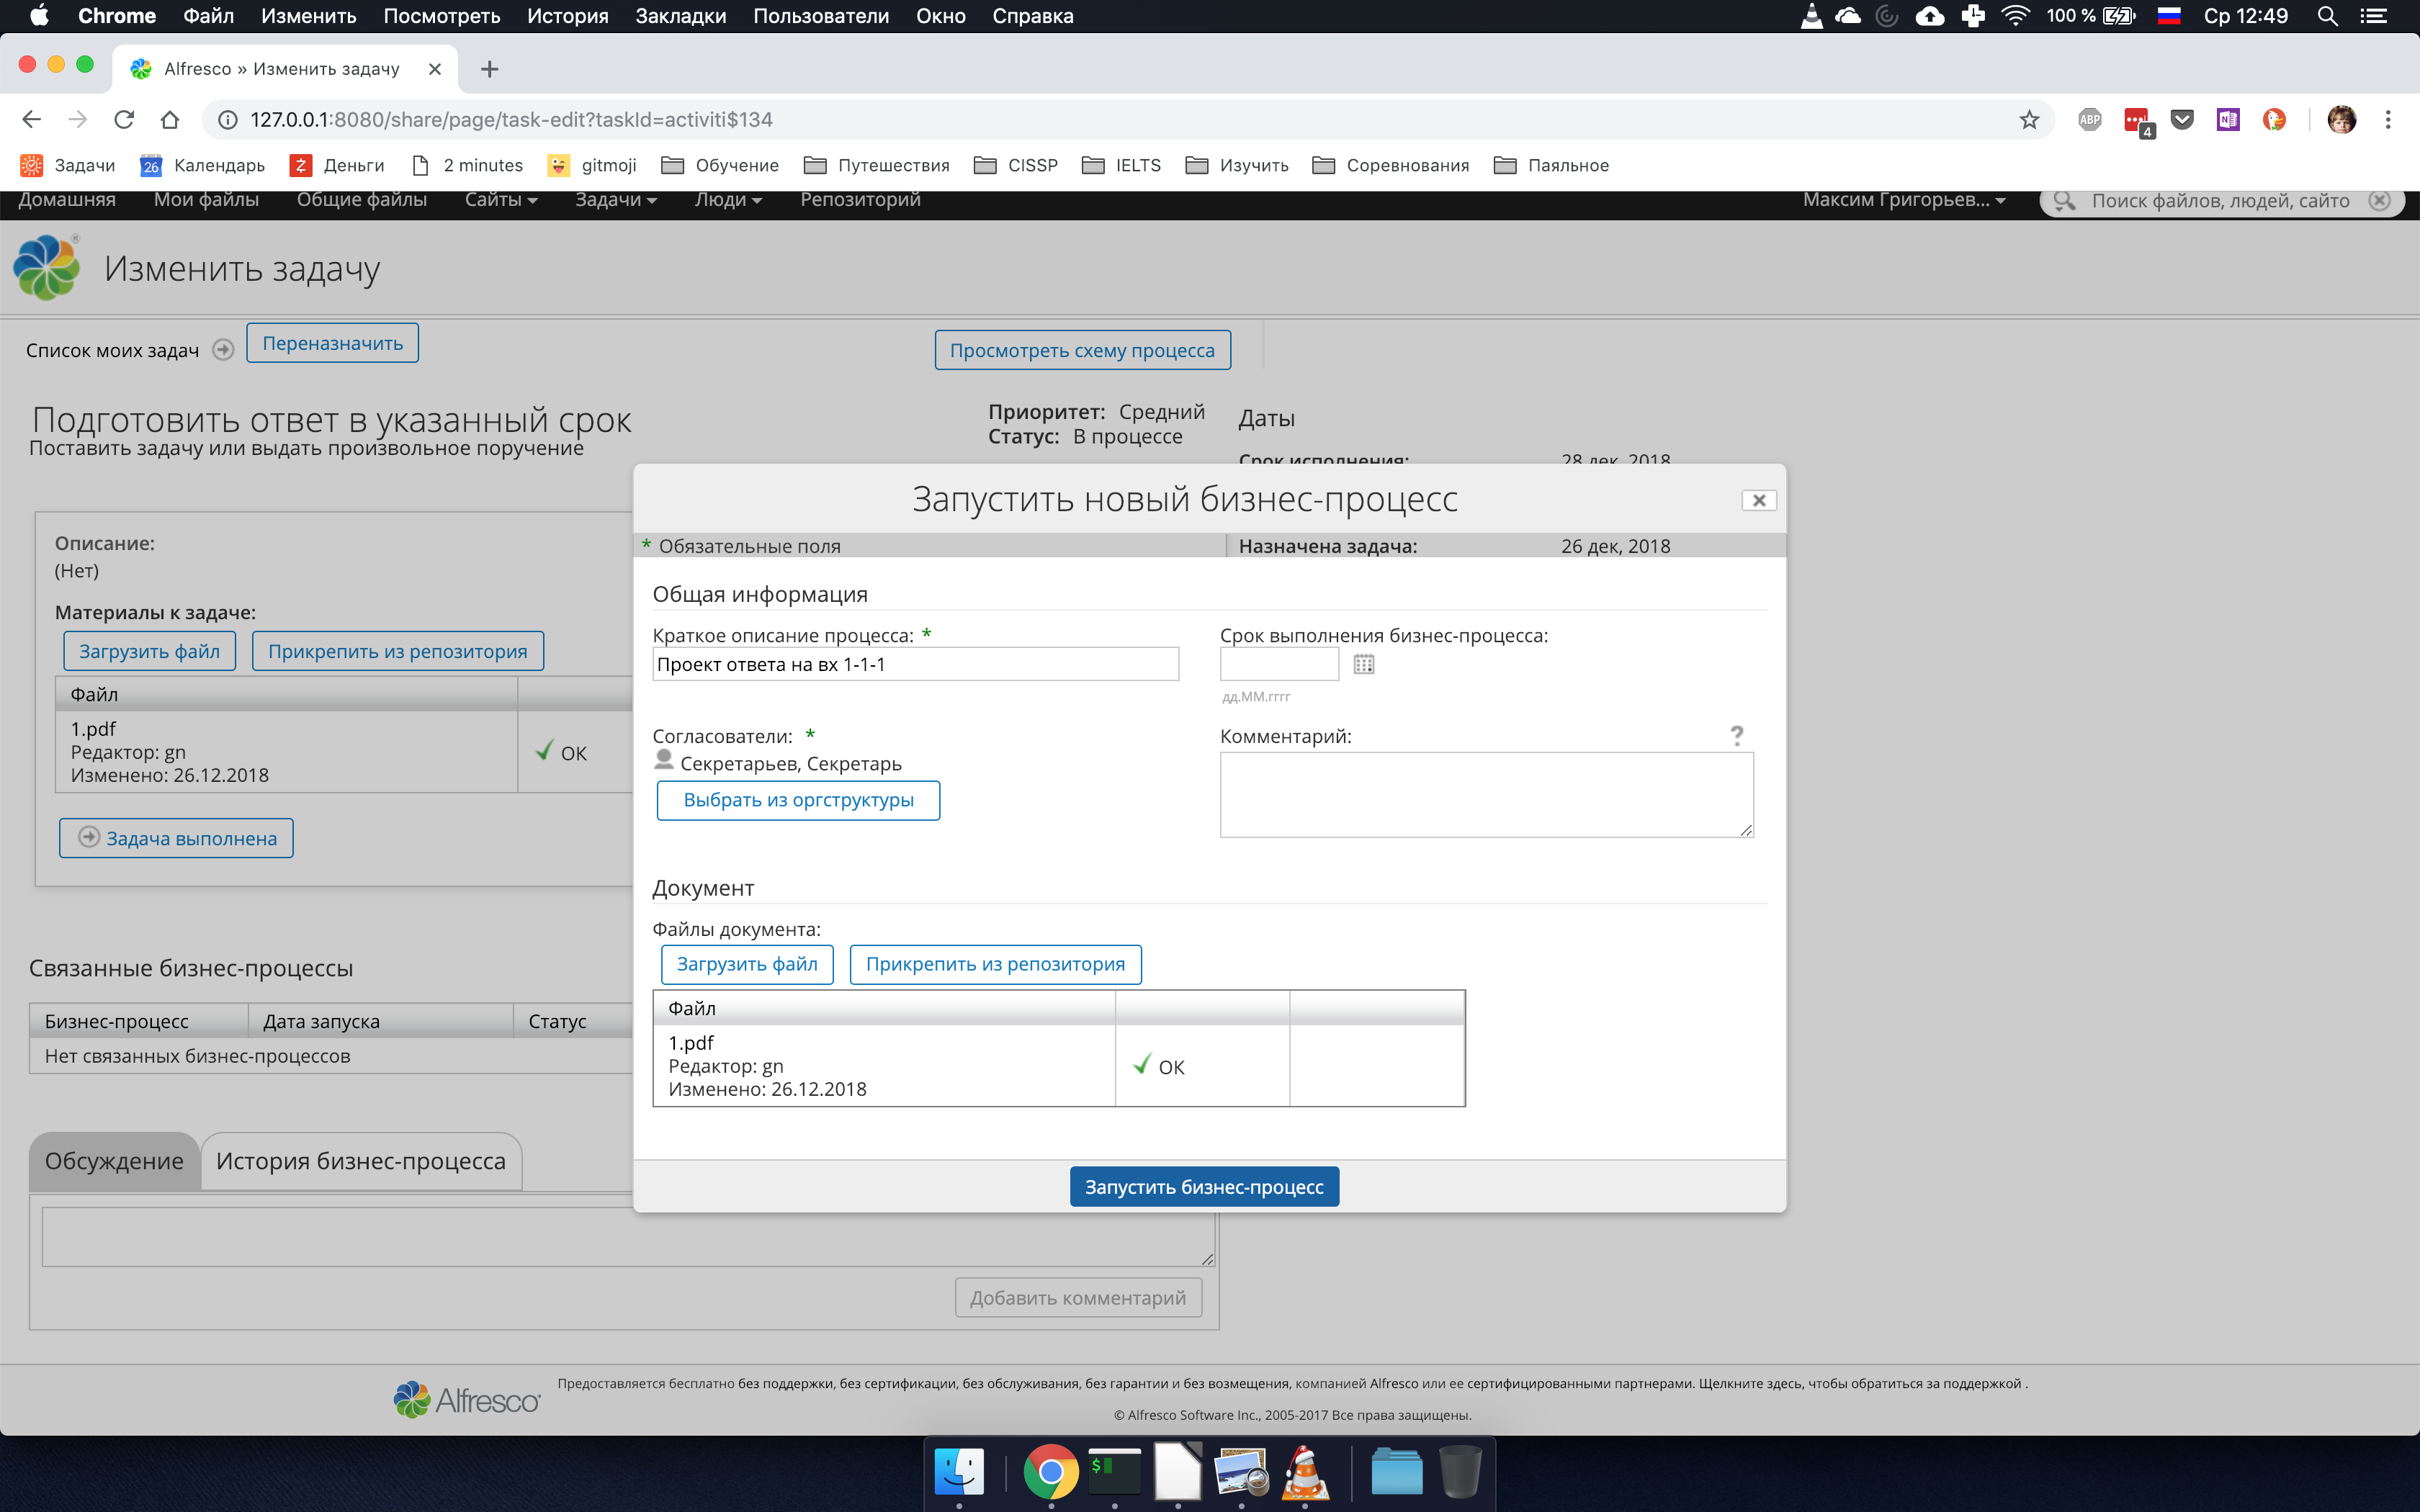 Chrome Файл Изменить Посмотреть История Закладки Пользователи Окно Справка 100 % Ср 12:49
Alfresco » Изменить задачу
127.0.0.1:8080/share/page/task-edit?taskId=activiti$134 ABP 4 N
Задачи 26 Календарь Деньги 2 minutes gitmoji Обучение Путешествия CISSP IELTS Изучить Соревнования Паяльное
Домашняя Мои файлы Общие файлы Сайты Задачи Люди Репозиторий Максим Григорьев... Поиск файлов, людей, сайто
Изменить задачу
Список моих задач Переназначить Просмотреть схему процесса
Подготовить ответ в указанный срок
Поставить задачу или выдать произвольное поручение
Приоритет: Средний
Статус: В процессе
Даты
Срок исполнения: 28 дек, 2018
Назначена задача: 26 дек, 2018
Описание:
(Нет)
Материалы к задаче:
Загрузить файл Прикрепить из репозитория
Файл
1.pdf
Редактор: gn
Изменено: 26.12.2018
ОК
Задача выполнена
Связанные бизнес-процессы
Бизнес-процесс Дата запуска Статус
Нет связанных бизнес-процессов
Обсуждение История бизнес-процесса
Добавить комментарий
Запустить новый бизнес-процесс
* Обязательные поля
Общая информация
Краткое описание процесса: *
Проект ответа на вх 1-1-1
Срок выполнения бизнес-процесса:
дд.ММ.гггг
Согласователи: *
Секретарьев, Секретарь
Выбрать из оргструктуры
Комментарий: ?
Документ
Файлы документа:
Загрузить файл Прикрепить из репозитория
Файл
1.pdf
Редактор: gn
Изменено: 26.12.2018
ОК
Запустить бизнес-процесс
Alfresco
Предоставляется бесплатно без поддержки, без сертификации, без обслуживания, без гарантии и без возмещения, компанией Alfresco или ее сертифицированными партнерами. Щелкните здесь, чтобы обратиться за поддержкой .
© Alfresco Software Inc., 2005-2017 Все права защищены.
$